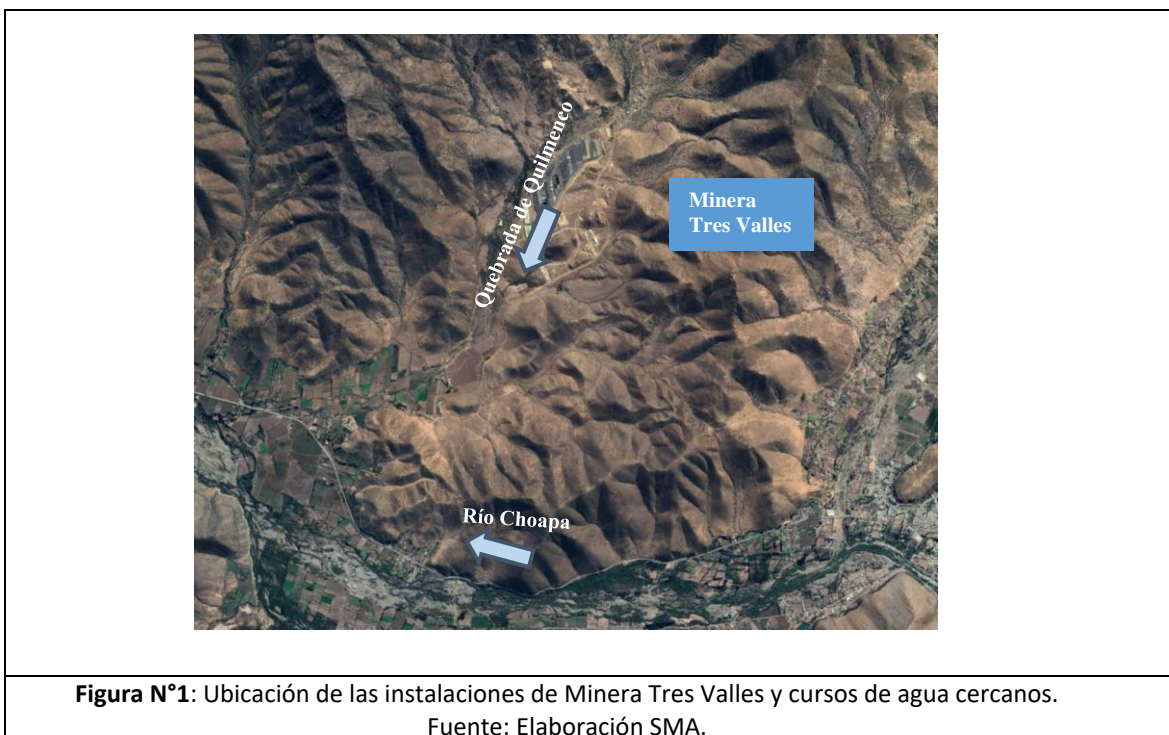 Quebrada de Quilmenco
Minera
Tres Valles
Río Choapa
Figura N°1: Ubicación de las instalaciones de Minera Tres Valles y cursos de agua cercanos.
Fuente: Elaboración SMA.